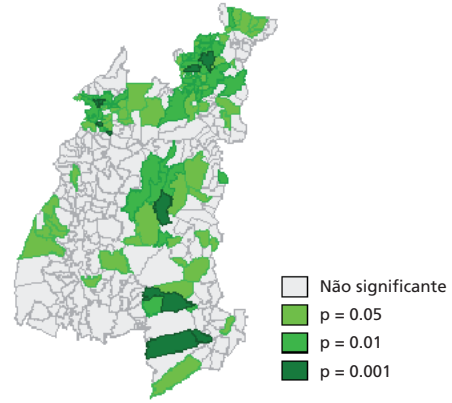 Não significante
p = 0.05
p = 0.01
p = 0.001